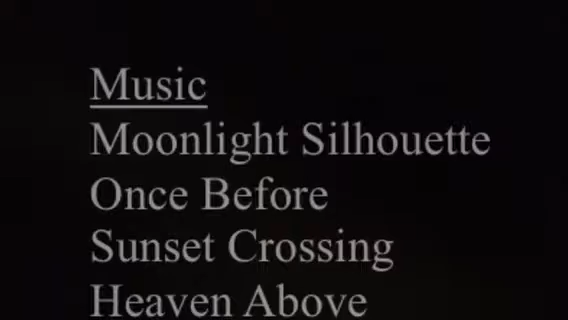 Music
Moonlight Silhouette
Once Before
Sunset Crossing
Heaven Above